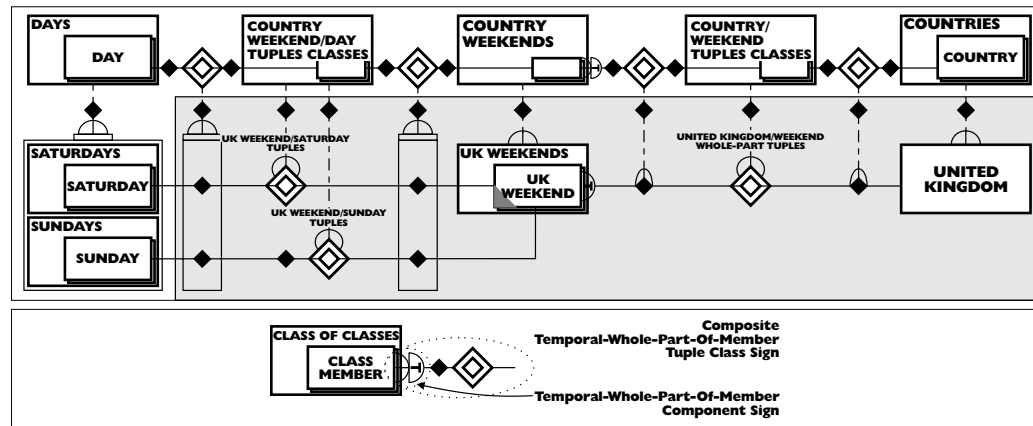 DAYS
DAY
COUNTRY
WEEKEND/DAY
TUPLES CLASSES
COUNTRY
WEEKENDS
COUNTRY/
WEEKEND
TUPLES CLASSES
COUNTRIES
COUNTRY
SATURDAYS
SATURDAY
UK WEEKEND/SATURDAY
TUPLES
UK WEEKENDS
UK
WEEKEND
UNITED KINGDOM/WEEKEND
WHOLE-PART TUPLES
UNITED
KINGDOM
SUNDAYS
SUNDAY
UK WEEKEND/SUNDAY
TUPLES
CLASS OF CLASSES
CLASS
MEMBER
Composite
Temporal-Whole-Part-Of-Member
Tuple Class Sign
Temporal-Whole-Part-Of-Member
Component Sign